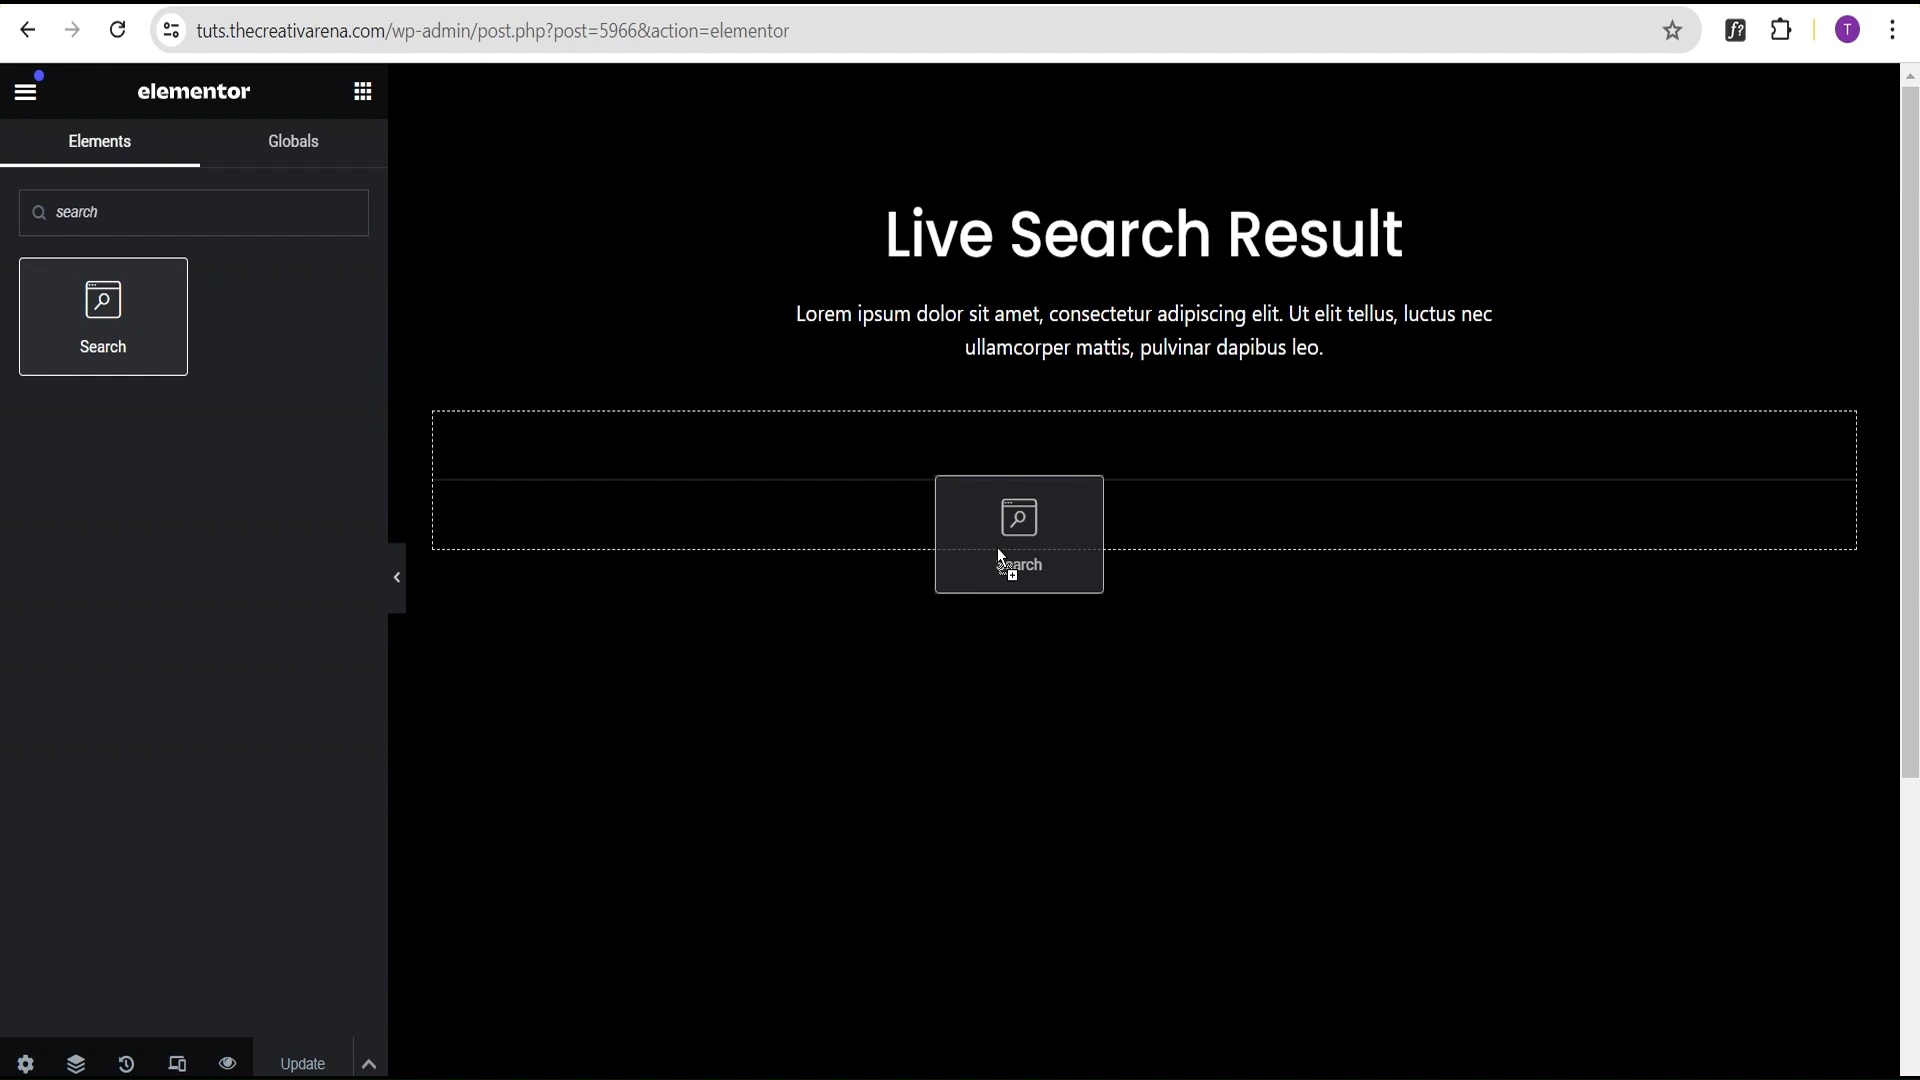 tuts.thecreativarena.com/wp-admin/post.php?post=5966&action=elementor
f?
T
elementor
Elements
Globals
search
Search
Live Search Result
Lorem ipsum dolor sit amet, consectetur adipiscing elit. Ut elit tellus, luctus nec
ullamcorper mattis, pulvinar dapibus leo.
Search
Update